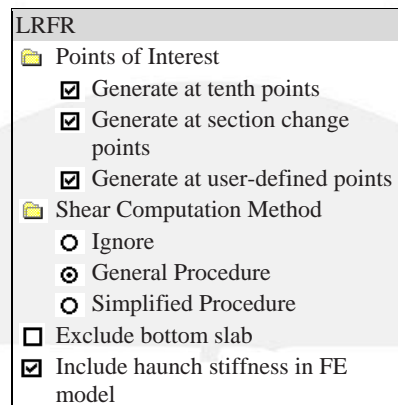 LRFR
Points of Interest
Generate at tenth points
Generate at section change
points
Generate at user-defined points
Shear Computation Method
Ignore
General Procedure
Simplified Procedure
Exclude bottom slab
Include haunch stiffness in FE
model